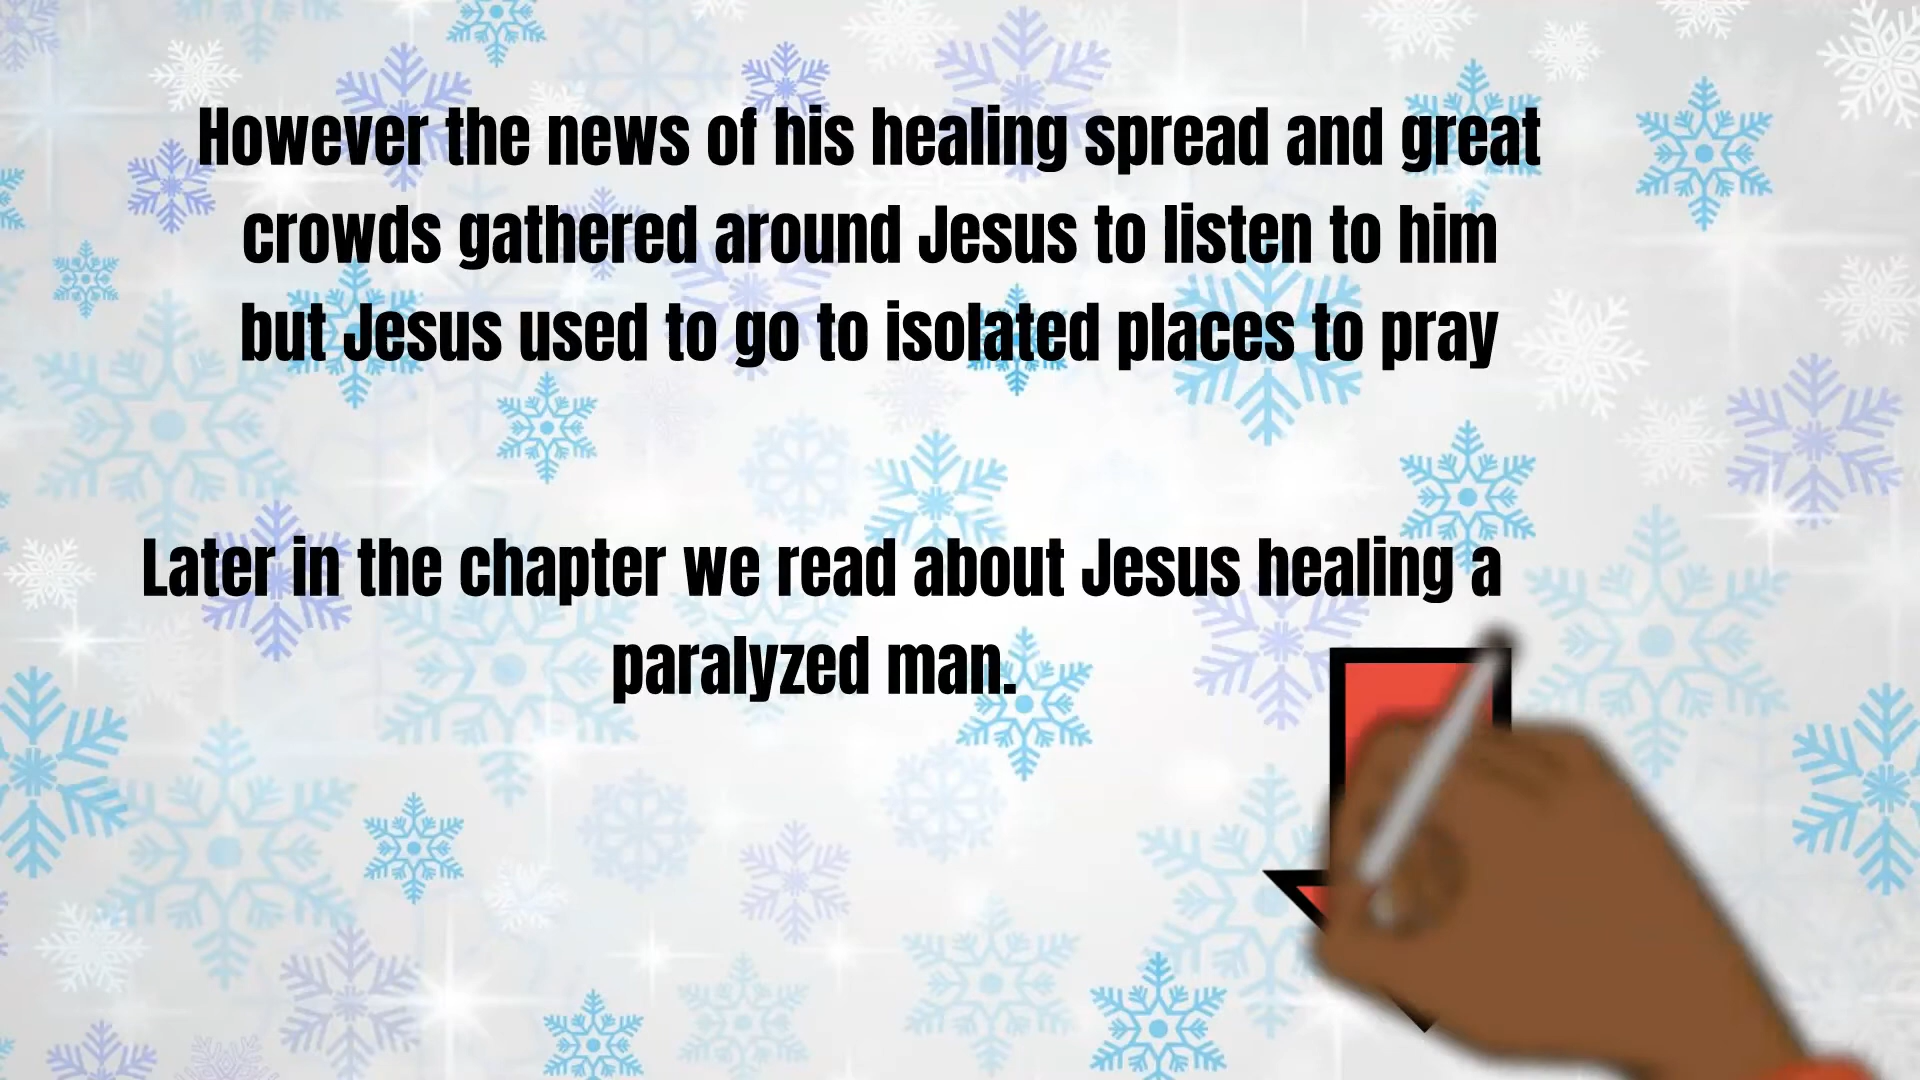 However the news of his healing spread and great
crowds gathered around Jesus to listen to him
but Jesus used to go to isolated places to pray
Later in the chapter we read about Jesus healing a
paralyzed man.